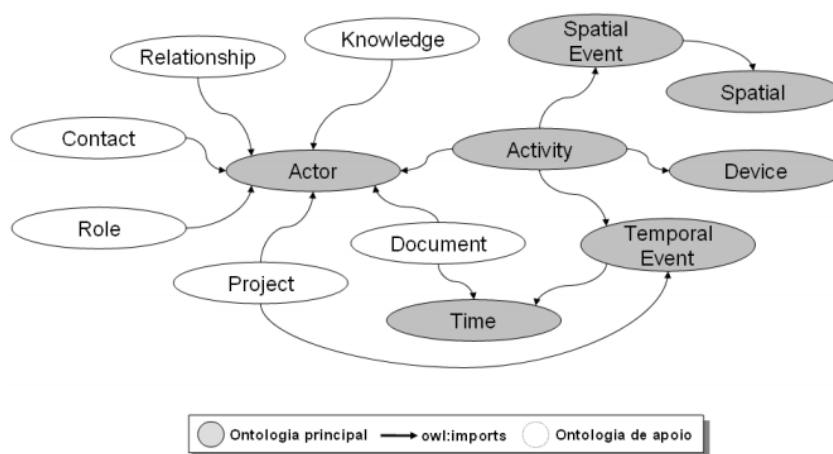 Knowledge
Spatial
Event
Relationship
Spatial
Contact
Activity
Actor
Device
Role
Document
Temporal
Event
Project
Time
Ontologia principal owl:imports Ontologia de apoio